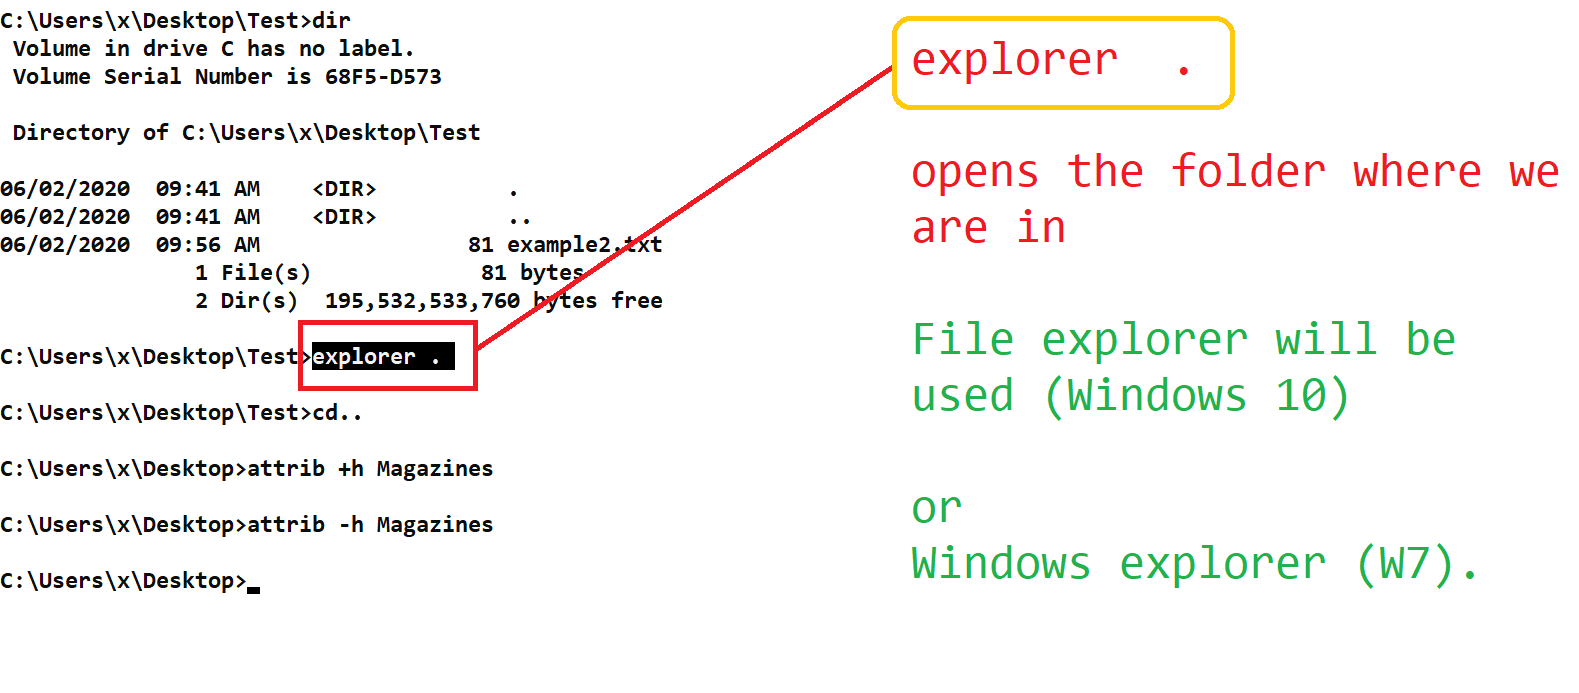 C:\Users\x\Desktop\Test>dir
Volume in drive C has no label.
Volume Serial Number is 68F5-D573
Directory of C:\Users\x\Desktop\Test
06/02/2020  09:41 AM    <DIR>          .
06/02/2020  09:41 AM    <DIR>          ..
06/02/2020  09:56 AM                81 example2.txt
1 File(s)             81 bytes
2 Dir(s)  195,532,533,760 bytes free
C:\Users\x\Desktop\Test>explorer .
C:\Users\x\Desktop\Test>cd..
C:\Users\x\Desktop>attrib +h Magazines
C:\Users\x\Desktop>attrib -h Magazines
C:\Users\x\Desktop>
explorer  .
opens the folder where we
are in
File explorer will be
used (Windows 10)
or
Windows explorer (W7).